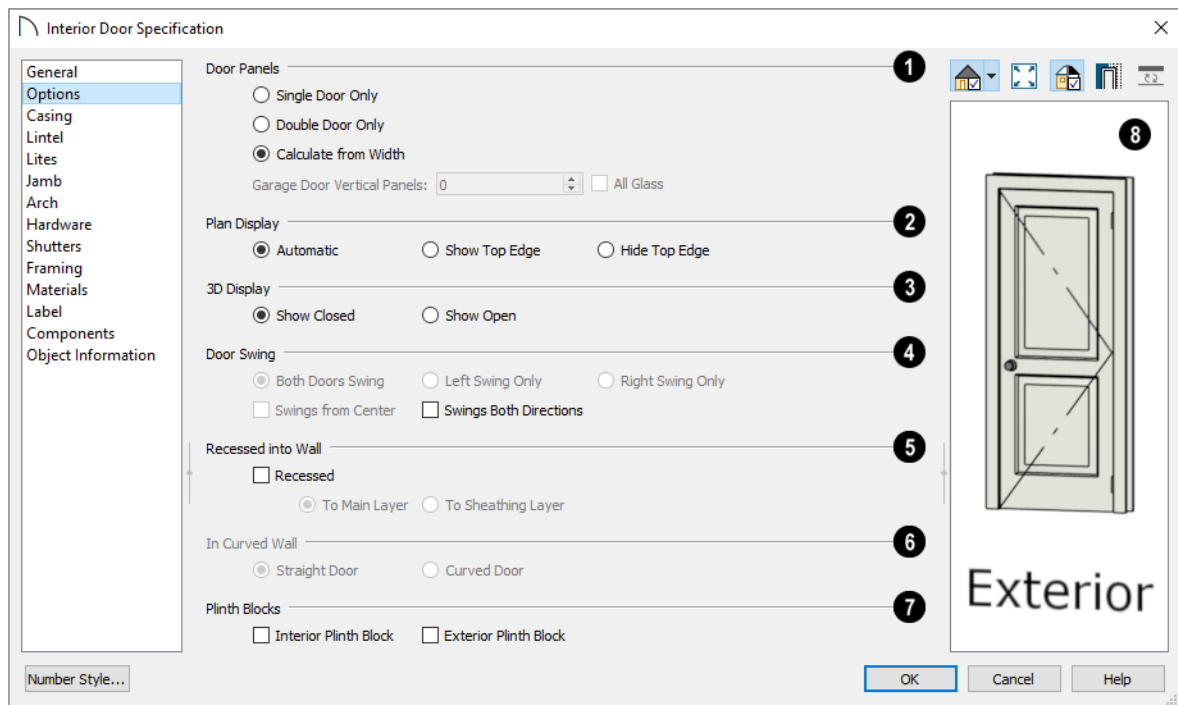 Interior Door Specification
General
Options
Casing
Lintel
Lites
Jamb
Arch
Hardware
Shutters
Framing
Materials
Label
Components
Object Information
Door Panels 1
Single Door Only
Double Door Only
Calculate from Width
Garage Door Vertical Panels: 0 All Glass
Plan Display 2
Automatic Show Top Edge Hide Top Edge
3D Display 3
Show Closed Show Open
Door Swing 4
Both Doors Swing Left Swing Only Right Swing Only
Swings from Center Swings Both Directions
Recessed into Wall 5
Recessed
To Main Layer To Sheathing Layer
In Curved Wall 6
Straight Door Curved Door
Plinth Blocks 7
Interior Plinth Block Exterior Plinth Block
8
Exterior
Number Style... OK Cancel Help